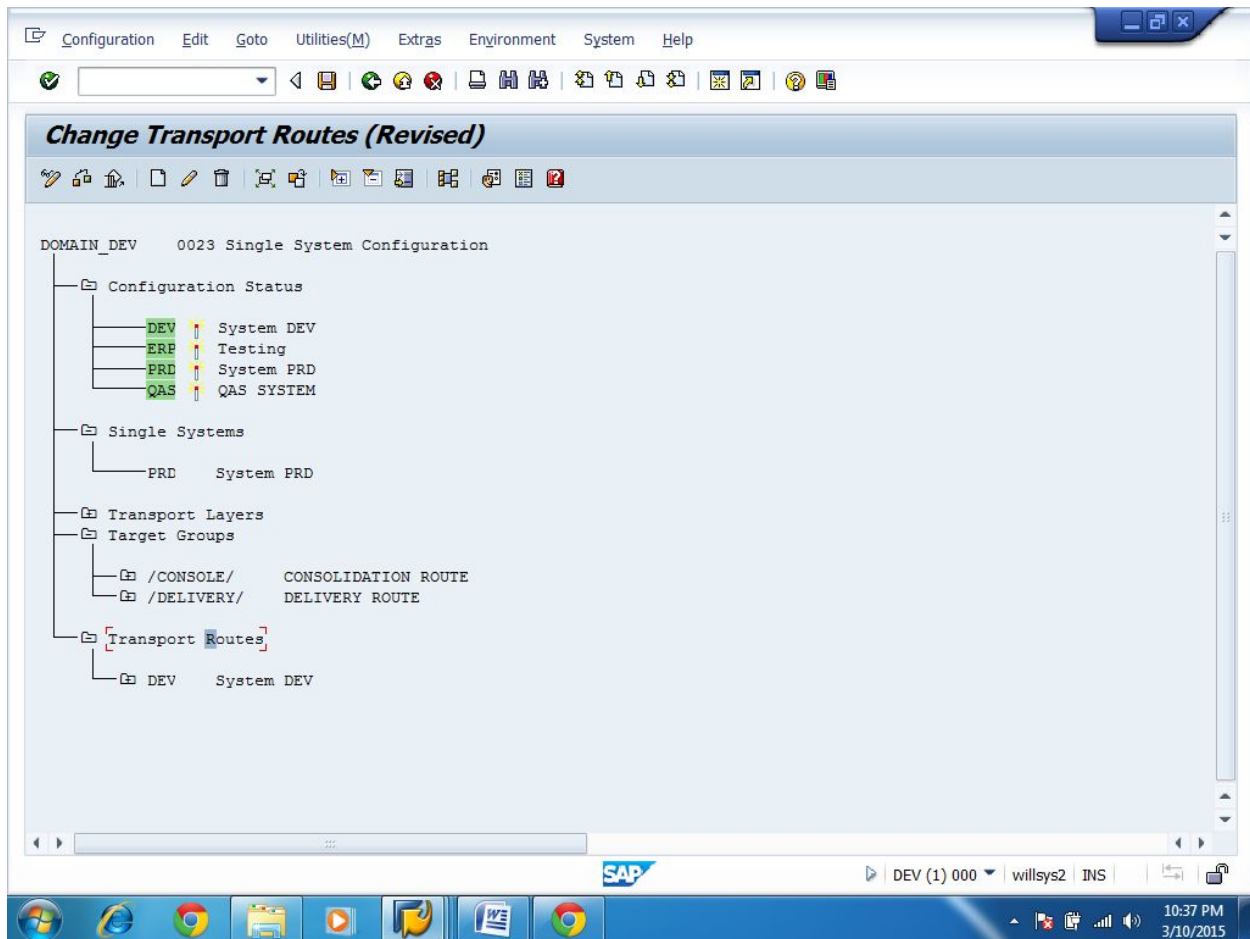 Configuration Edit Goto Utilities(M) Extras Environment System Help
Change Transport Routes (Revised)
DOMAIN_DEV 0023 Single System Configuration
Configuration Status
DEV System DEV
ERP Testing
PRD System PRD
QAS QAS SYSTEM
Single Systems
PRD System PRD
Transport Layers
Target Groups
/CONSOLE/ CONSOLIDATION ROUTE
/DELIVERY/ DELIVERY ROUTE
Transport Routes
DEV System DEV
SAP
DEV (1) 000 willsys2 INS
10:37 PM
3/10/2015